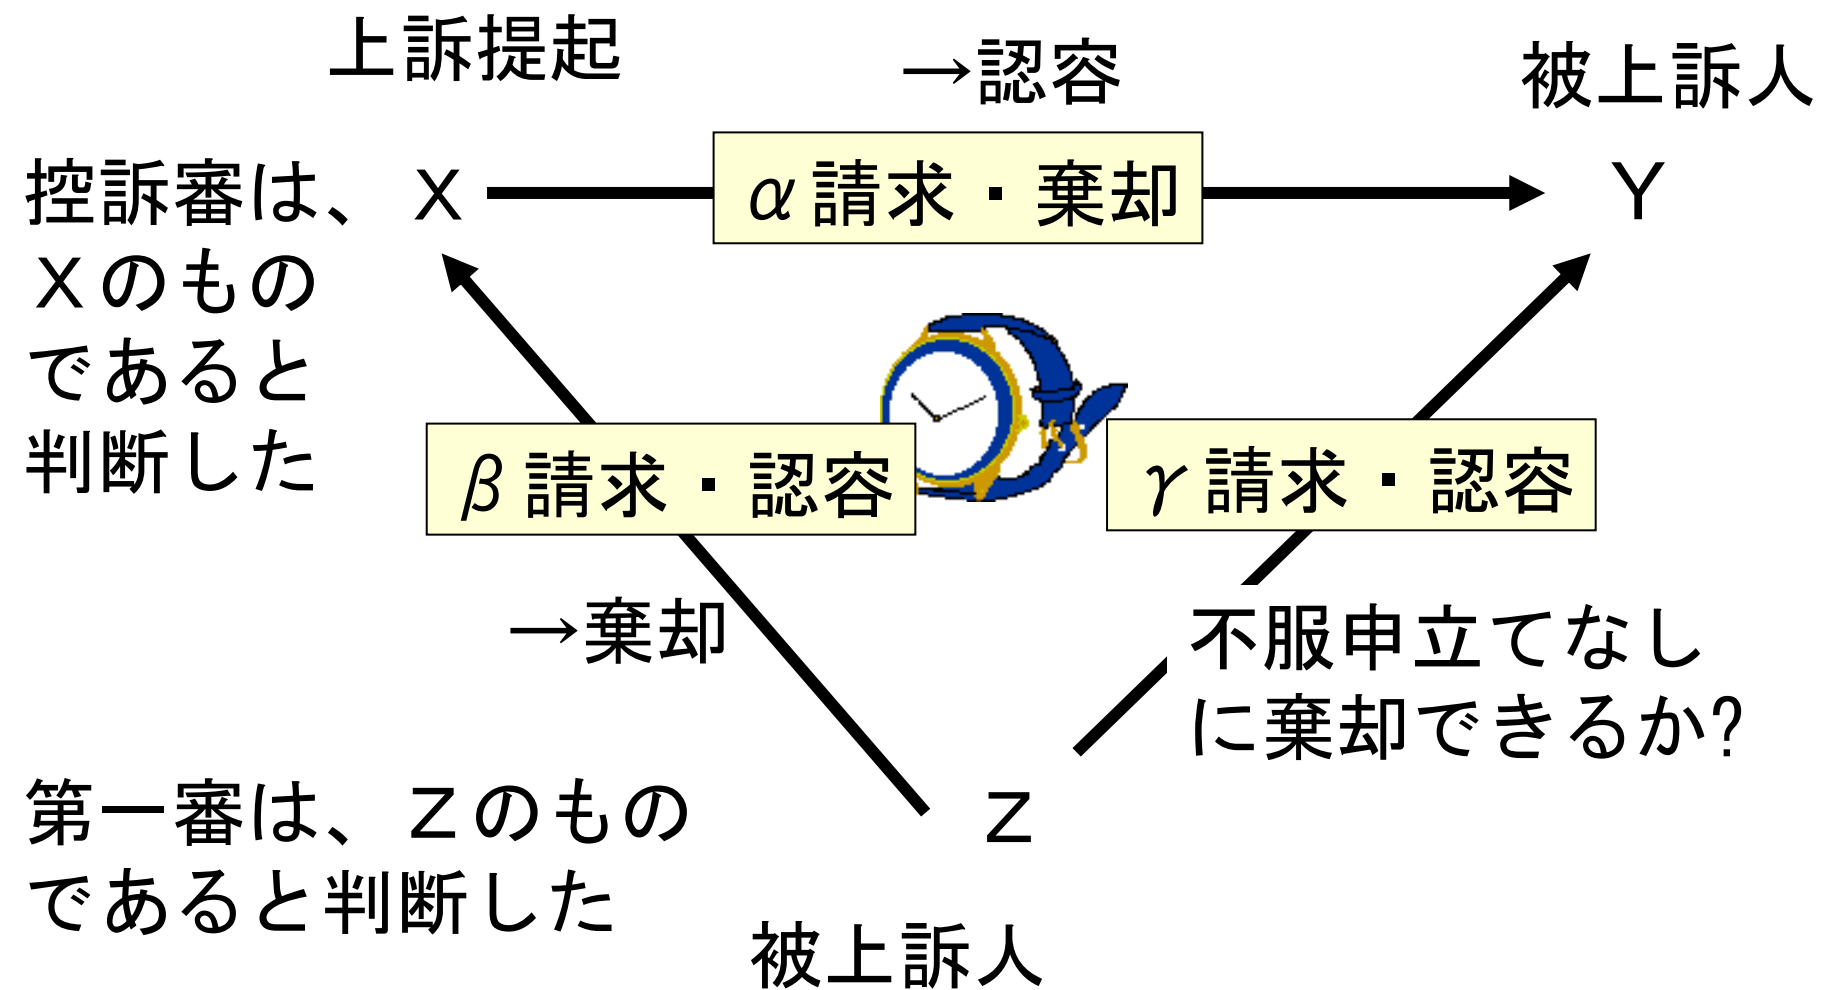 上訴提起
→認容
被上訴人
控訴審は、
Xのもの
であると
判断した
X
α請求・棄却
Y
β請求・認容
γ請求・認容
→棄却
不服申立てなし
に棄却できるか?
第一審は、Zのもの
であると判断した
Z
被上訴人